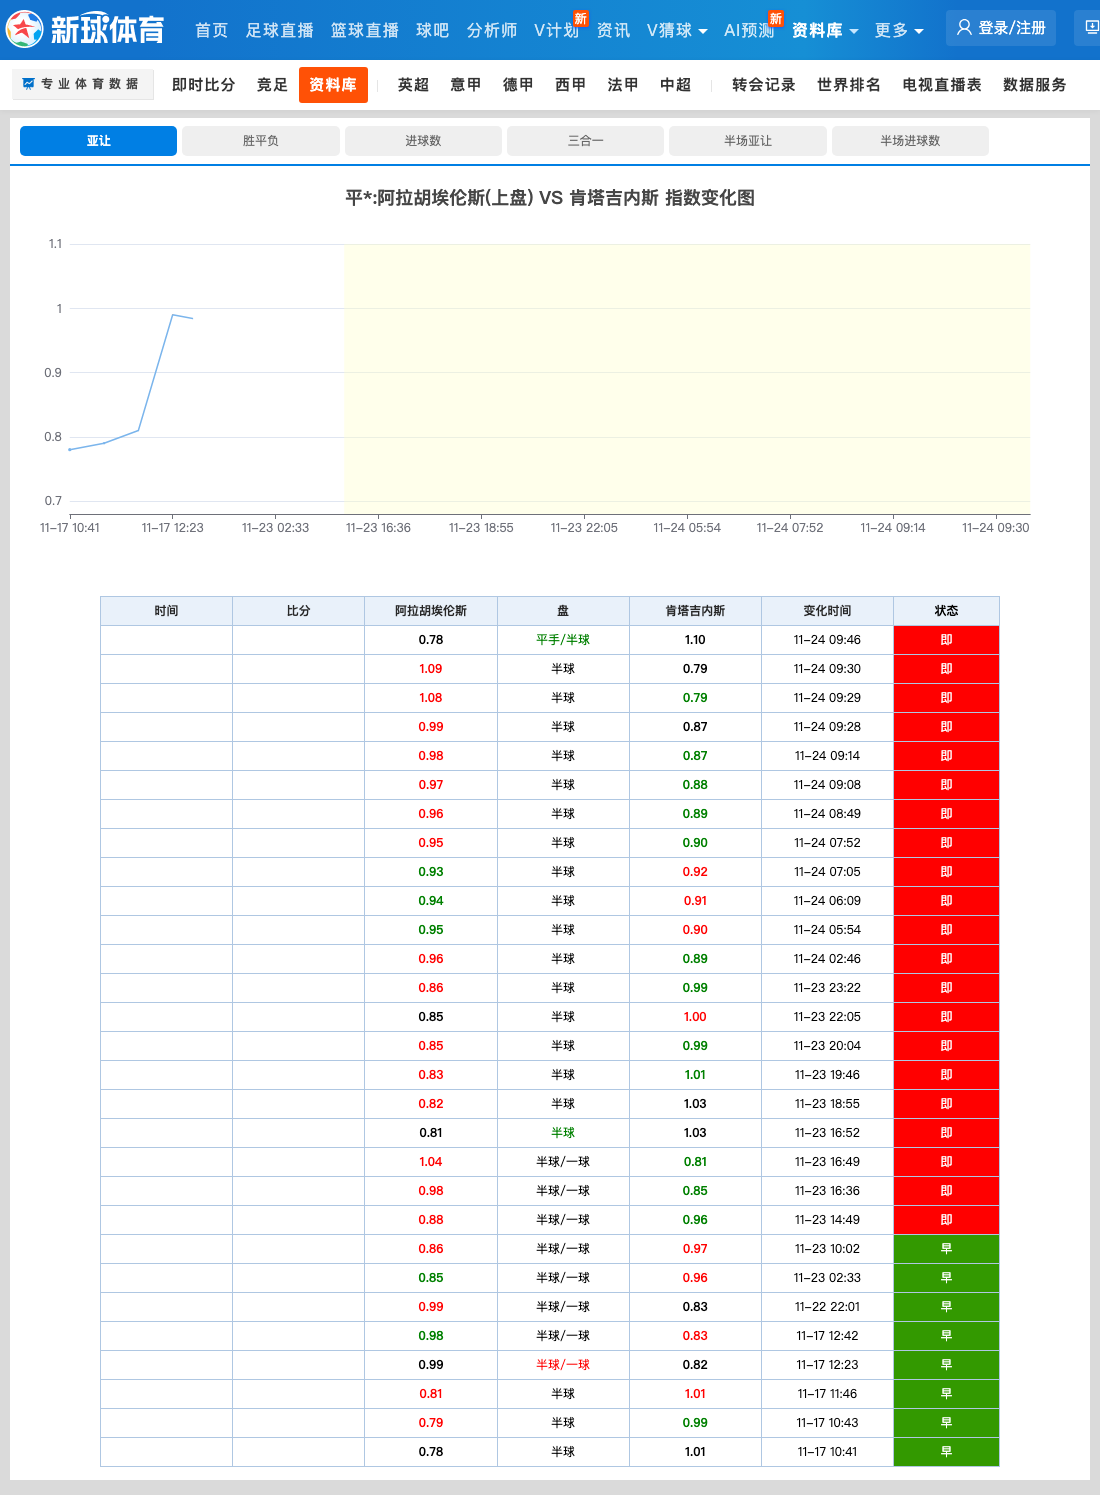 新球体育 首页 足球直播 篮球直播 球吧 分析师 V计划 新 资讯 V猜球 AI预测 新 资料库 更多 登录/注册
专业体育数据 即时比分 竞足 资料库 英超 意甲 德甲 西甲 法甲 中超 转会记录 世界排名 电视直播表 数据服务
亚让 胜平负 进球数 三合一 半场亚让 半场进球数
平*:阿拉胡埃伦斯(上盘) VS 肯塔吉内斯 指数变化图
1.1
1
0.9
0.8
0.7
11-17 10:41 11-17 12:23 11-23 02:33 11-23 16:36 11-23 18:55 11-23 22:05 11-24 05:54 11-24 07:52 11-24 09:14 11-24 09:30
时间 比分 阿拉胡埃伦斯 盘 肯塔吉内斯 变化时间 状态
0.78 平手/半球 1.10 11-24 09:46 即
1.09 半球 0.79 11-24 09:30 即
1.08 半球 0.79 11-24 09:29 即
0.99 半球 0.87 11-24 09:28 即
0.98 半球 0.87 11-24 09:14 即
0.97 半球 0.88 11-24 09:08 即
0.96 半球 0.89 11-24 08:49 即
0.95 半球 0.90 11-24 07:52 即
0.93 半球 0.92 11-24 07:05 即
0.94 半球 0.91 11-24 06:09 即
0.95 半球 0.90 11-24 05:54 即
0.96 半球 0.89 11-24 02:46 即
0.86 半球 0.99 11-23 23:22 即
0.85 半球 1.00 11-23 22:05 即
0.85 半球 0.99 11-23 20:04 即
0.83 半球 1.01 11-23 19:46 即
0.82 半球 1.03 11-23 18:55 即
0.81 半球 1.03 11-23 16:52 即
1.04 半球/一球 0.81 11-23 16:49 即
0.98 半球/一球 0.85 11-23 16:36 即
0.88 半球/一球 0.96 11-23 14:49 即
0.86 半球/一球 0.97 11-23 10:02 早
0.85 半球/一球 0.96 11-23 02:33 早
0.99 半球/一球 0.83 11-22 22:01 早
0.98 半球/一球 0.83 11-17 12:42 早
0.99 半球/一球 0.82 11-17 12:23 早
0.81 半球 1.01 11-17 11:46 早
0.79 半球 0.99 11-17 10:43 早
0.78 半球 1.01 11-17 10:41 早